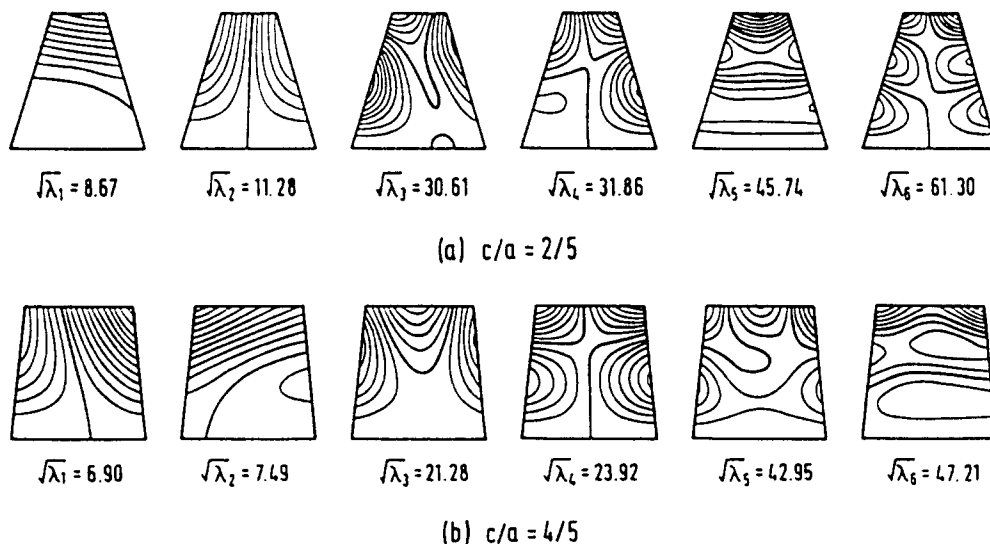 √λ₁ = 8.67 √λ₂ = 11.28 √λ₃ = 30.61 √λ₄ = 31.86 √λ₅ = 45.74 √λ₆ = 61.30
(a) c/a = 2/5
√λ₁ = 6.90 √λ₂ = 7.49 √λ₃ = 21.28 √λ₄ = 23.92 √λ₅ = 42.95 √λ₆ = 47.21
(b) c/a = 4/5